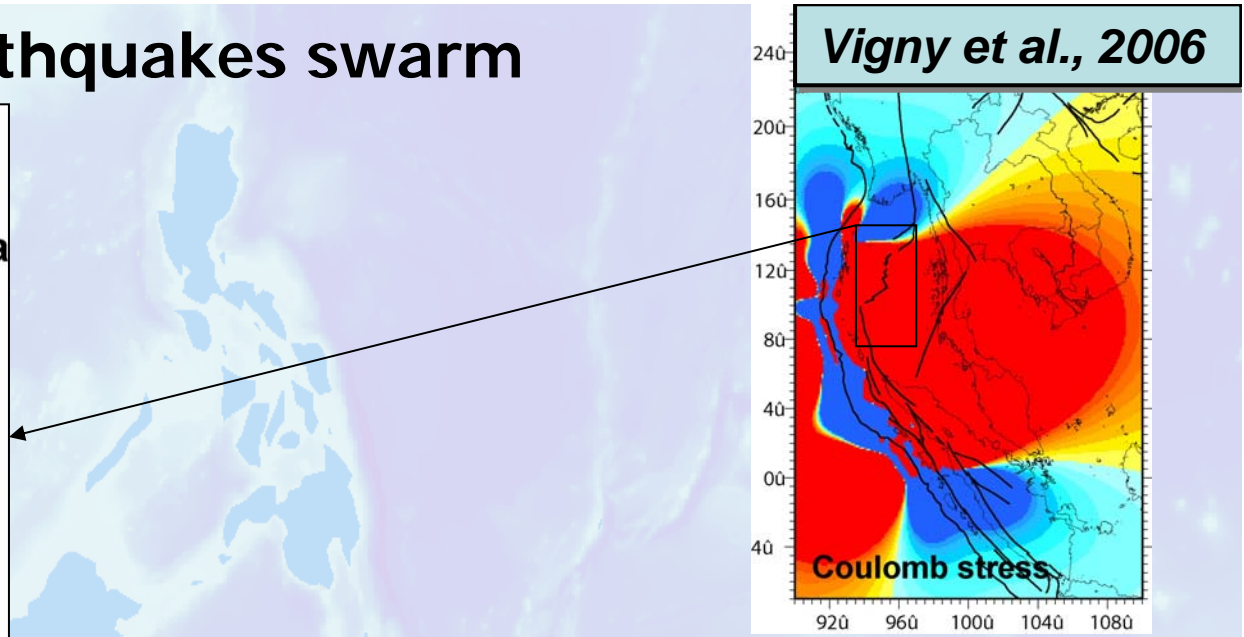 thquakes swarm
Vigny et al., 2006
a
24û
20û
16û
12û
8û
4û
0û
4û
Coulomb stress
92û 96û 100û 104û 108û